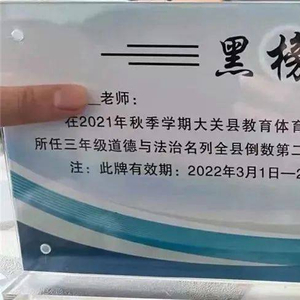 黑榜
老师：
在2021年秋季学期大关县教育体育
所任三年级道德与法治名列全县倒数第二
注：此牌有效期：2022年3月1日—2